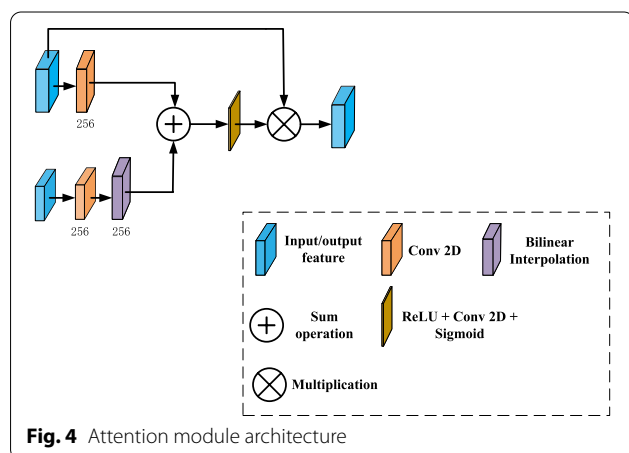 256
256
256
Input/output
feature
Conv 2D
Bilinear
Interpolation
Sum
operation
ReLU + Conv 2D +
Sigmoid
Multiplication
Fig. 4 Attention module architecture